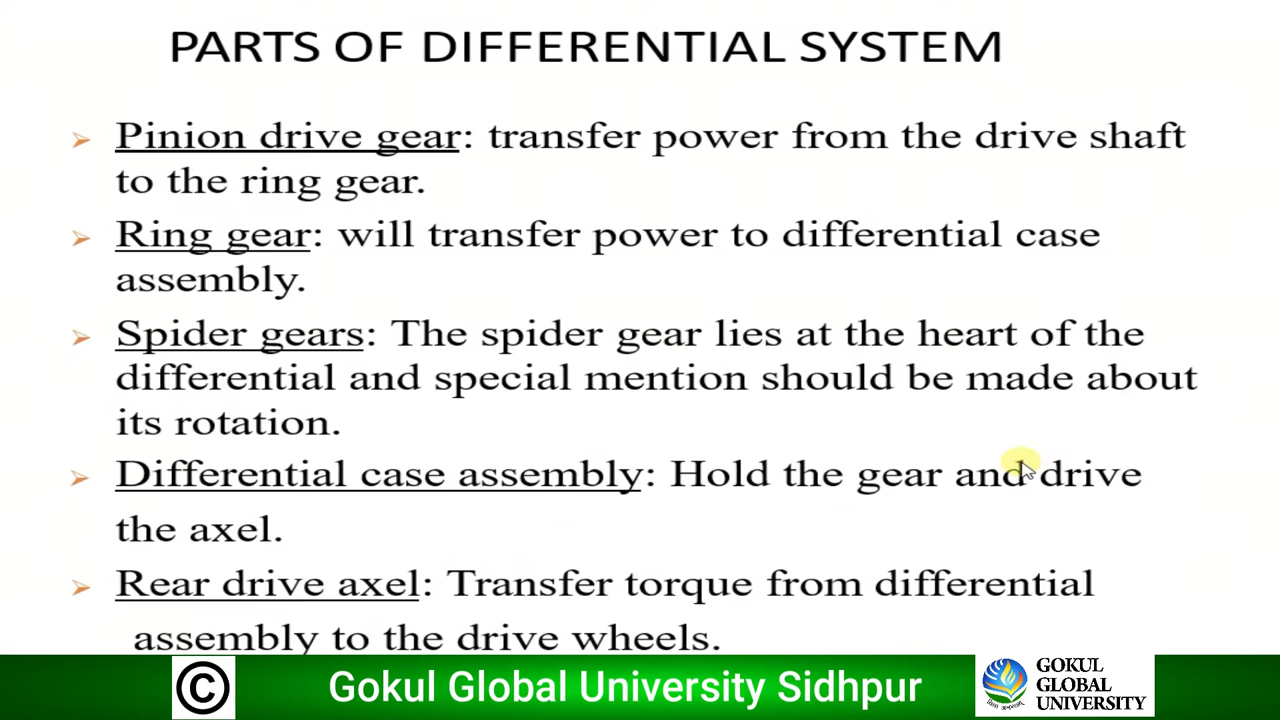 PARTS OF DIFFERENTIAL SYSTEM
➢ Pinion drive gear: transfer power from the drive shaft
to the ring gear.
➢ Ring gear: will transfer power to differential case
assembly.
➢ Spider gears: The spider gear lies at the heart of the
differential and special mention should be made about
its rotation.
➢ Differential case assembly: Hold the gear and drive
the axel.
➢ Rear drive axel: Transfer torque from differential
assembly to the drive wheels.
© Gokul Global University Sidhpur
GOKUL
GLOBAL
UNIVERSITY